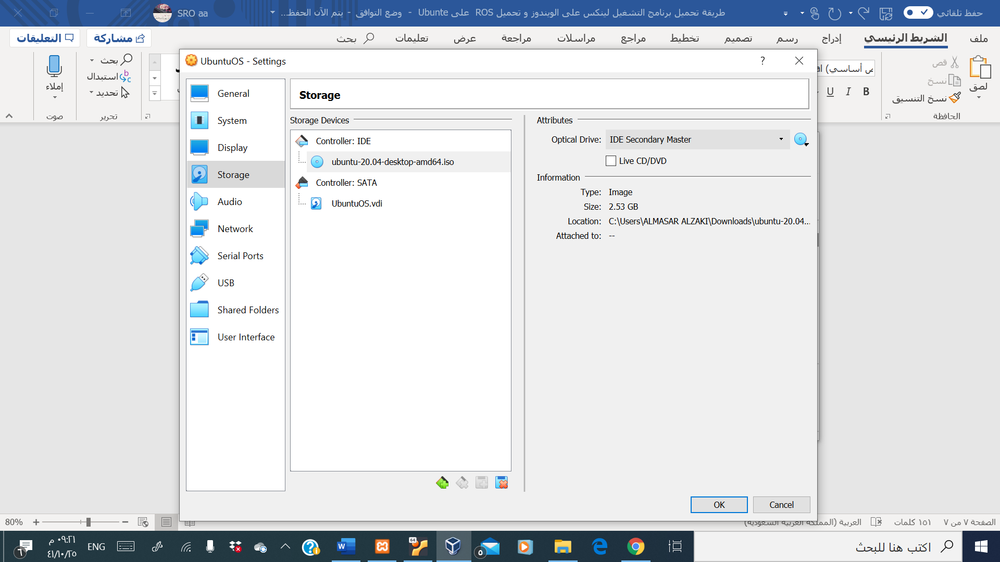 حفظ تلقائي
طريقة تحميل برنامج التشغيل لينكس على الويندوز و تحميل ROS على Ubunte - وضع التوافق - يتم الآن الحفظ...
SRO aa
ملف
الشريط الرئيسي
إدراج
رسم
تصميم
تخطيط
مراجع
مراسلات
مراجعة
عرض
تعليمات
بحث
مشاركة
التعليقات
لصق
قص
نسخ
نسخ التنسيق
الحافظة
B I U
بحث
استبدال
تحديد
تحرير
إملاء
صوت
UbuntuOS - Settings
?
General
System
Display
Storage
Audio
Network
Serial Ports
USB
Shared Folders
User Interface
Storage
Storage Devices
Controller: IDE
ubuntu-20.04-desktop-amd64.iso
Controller: SATA
UbuntuOS.vdi
Attributes
Optical Drive: IDE Secondary Master
Live CD/DVD
Information
Type: Image
Size: 2.53 GB
Location: C:\Users\ALMASAR ALZAKI\Downloads\ubuntu-20.04...
Attached to: --
OK
Cancel
الصفحة ٧ من ٧
١٥١ كلمات
العربية (المملكة العربية السعودية)
80%
اكتب هنا للبحث
٥
64
ENG
٠٩:٢١ م
٤١/١٠/٢٥
٦